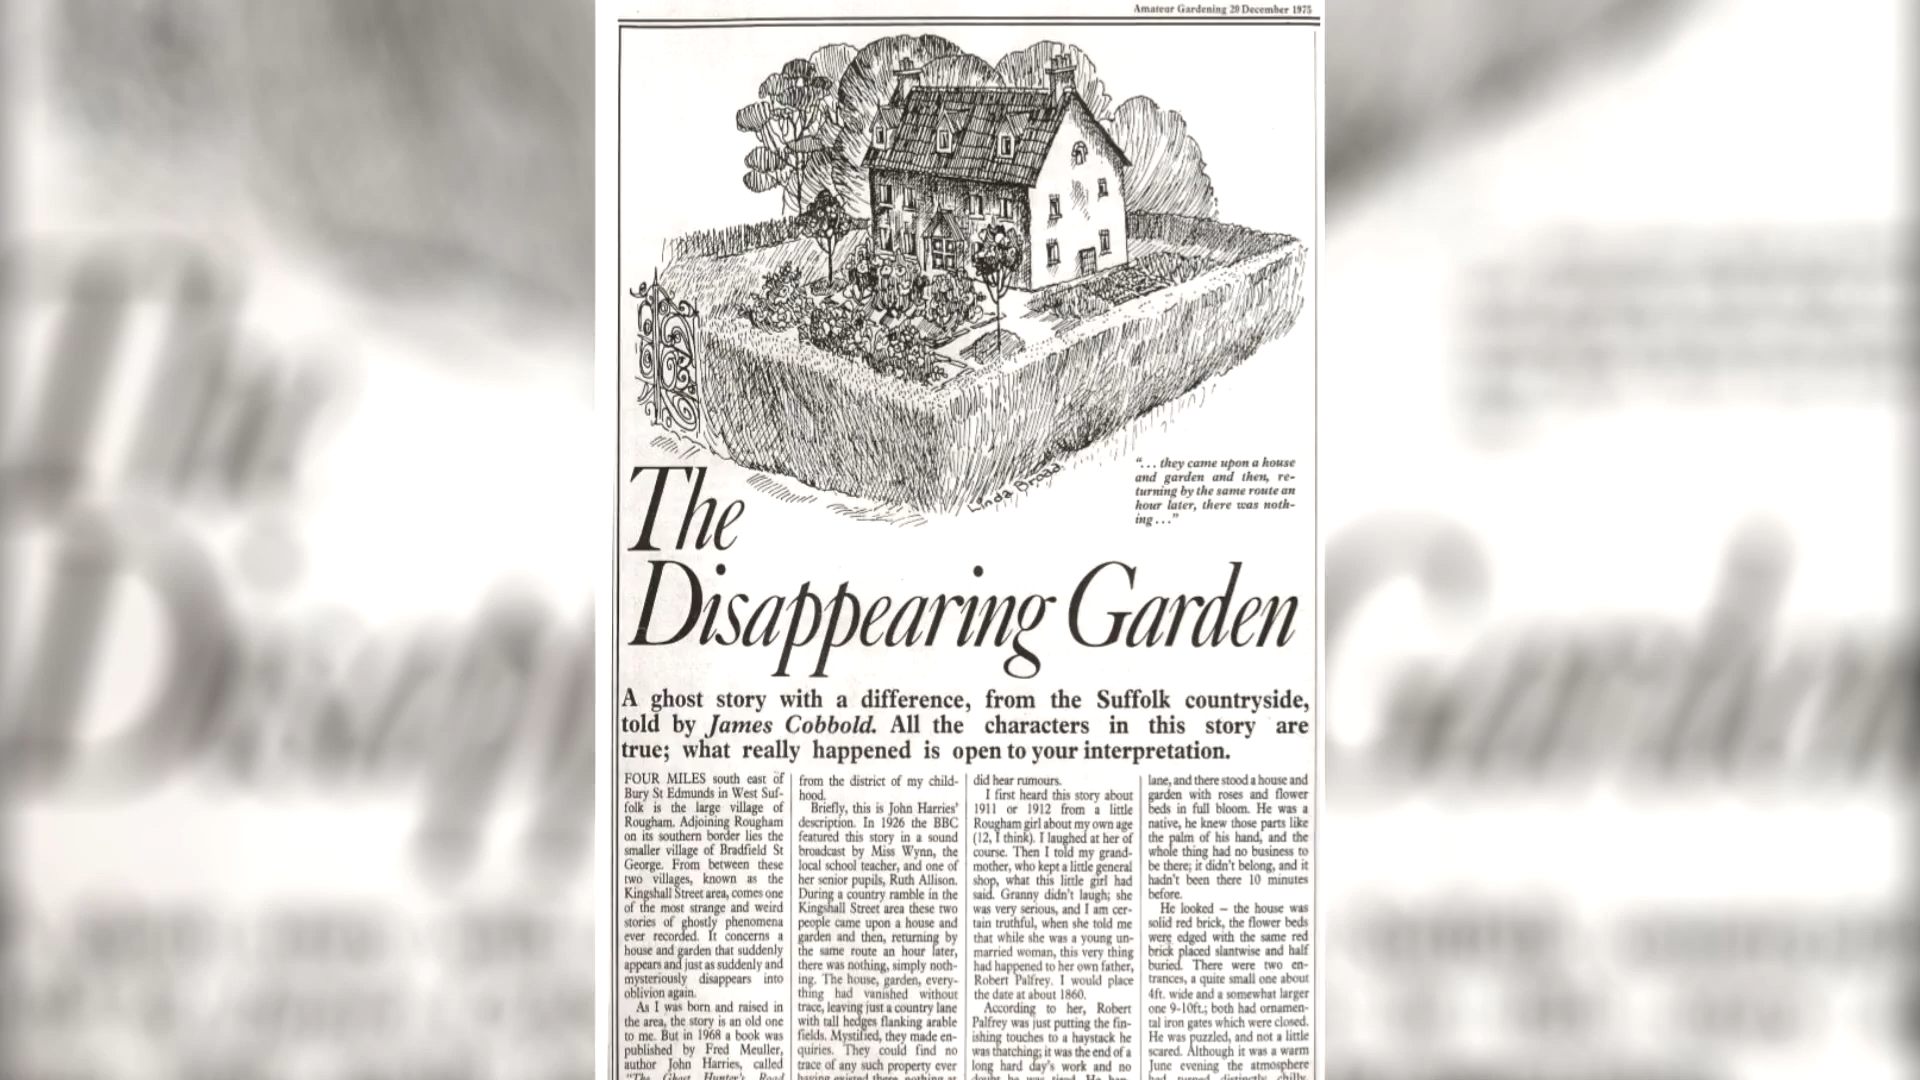 Amateur Gardening 20 December 1975
"... they came upon a house
and garden and then, re-
turning by the same route an
hour later, there was noth-
ing ..."
Linda Broad
The
Disappearing Garden
A ghost story with a difference, from the Suffolk countryside,
told by James Cobbold. All the characters in this story are
true; what really happened is open to your interpretation.
FOUR MILES south east of
Bury St Edmunds in West Suf-
folk is the large village of
Rougham. Adjoining Rougham
on its southern border lies the
smaller village of Bradfield St
George. From between these
two villages, known as the
Kingshall Street area, comes one
of the most strange and weird
stories of ghostly phenomena
ever recorded. It concerns a
house and garden that suddenly
appears and just as suddenly and
mysteriously disappears into
oblivion again.
As I was born and raised in
the area, the story is an old one
to me. But in 1968 a book was
published by Fred Meuller,
author John Harries, called
"The Ghost Hunter's Road
from the district of my child-
hood.
Briefly, this is John Harries'
description. In 1926 the BBC
featured this story in a sound
broadcast by Miss Wynn, the
local school teacher, and one of
her senior pupils, Ruth Allison.
During a country ramble in the
Kingshall Street area these two
people came upon a house and
garden and then, returning by
the same route an hour later,
there was nothing, simply noth-
ing. The house, garden, every-
thing had vanished without
trace, leaving just a country lane
with tall hedges flanking arable
fields. Mystified, they made en-
quiries. They could find no
trace of any such property ever
having existed there, nothing at
did hear rumours.
I first heard this story about
1911 or 1912 from a little
Rougham girl about my own age
(12, I think). I laughed at her of
course. Then I told my grand-
mother, who kept a little general
shop, what this little girl had
said. Granny didn't laugh; she
was very serious, and I am cer-
tain truthful, when she told me
that while she was a young un-
married woman, this very thing
had happened to her own father,
Robert Palfrey. I would place
the date at about 1860.
According to her, Robert
Palfrey was just putting the fin-
ishing touches to a haystack he
was thatching; it was the end of a
long hard day's work and no
doubt he was tired. He
lane, and there stood a house and
garden with roses and flower
beds in full bloom. He was a
native, he knew those parts like
the palm of his hand, and the
whole thing had no business to
be there; it didn't belong, and it
hadn't been there 10 minutes
before.
He looked – the house was
solid red brick, the flower beds
were edged with the same red
brick placed slantwise and half
buried. There were two en-
trances, a quite small one about
4ft. wide and a somewhat larger
one 9-10ft.; both had ornamen-
tal iron gates which were closed.
He was puzzled, and not a little
scared. Although it was a warm
June evening the atmosphere
had turned distinctly chilly.